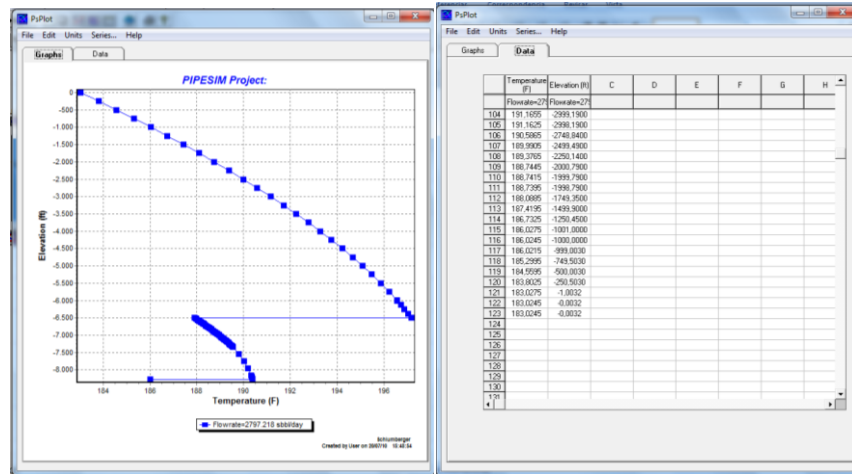 PsPlot
File Edit Units Series... Help
Graphs Data
PIPESIM Project:
Elevation (ft)
0
-500
-1.000
-1.500
-2.000
-2.500
-3.000
-3.500
-4.000
-4.500
-5.000
-5.500
-6.000
-6.500
-7.000
-7.500
-8.000
184 186 188 190 192 194 196
Temperature (F)
Flowrate=2797.218 sbbl/day
Schlumberger
PsPlot
File Edit Units Series... Help
Graphs Data
Temperature (F) Elevation (ft) C D E F G H
Flowrate=279 Flowrate=279
104 191,1655 -2999,1900
105 191,1625 -2998,1900
106 190,5865 -2748,8400
107 189,9905 -2499,4900
108 189,3765 -2250,1400
109 188,7445 -2000,7900
110 188,7415 -1999,7900
111 188,7395 -1998,7900
112 188,0885 -1749,3500
113 187,4195 -1499,9000
114 186,7325 -1250,4500
115 186,0275 -1001,0000
116 186,0245 -1000,0000
117 186,0215 -999,0030
118 185,2995 -749,5030
119 184,5595 -500,0030
120 183,8025 -250,5030
121 183,0275 -1,0032
122 183,0245 -0,0032
123 183,0245 -0,0032
124
125
126
127
128
129
130
131